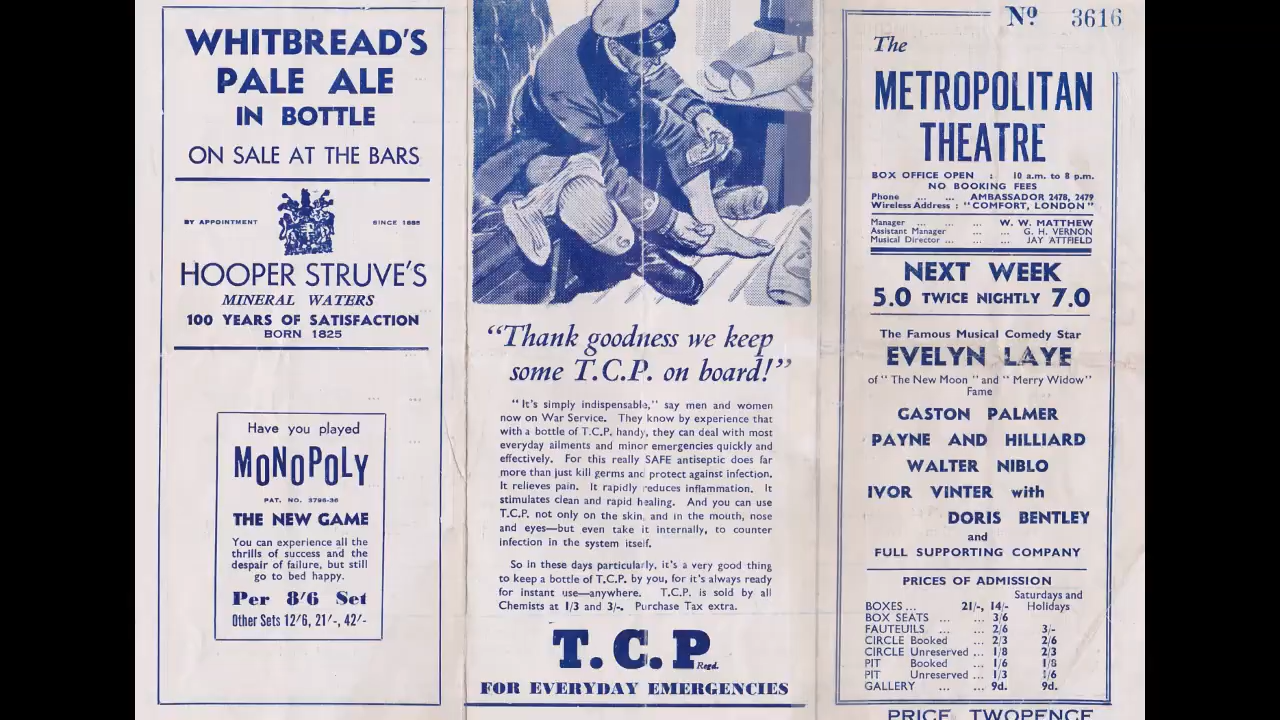 WHITBREAD'S
PALE ALE
IN BOTTLE
ON SALE AT THE BARS
BY APPOINTMENT
SINCE 1885
HOOPER STRUVE'S
MINERAL WATERS
100 YEARS OF SATISFACTION
BORN 1825
Have you played
MONOPOLY
PAT. NO. 3796-36
THE NEW GAME
You can experience all the
thrills of success and the
despair of failure, but still
go to bed happy.
Per 8/6 Set
Other Sets 12/6, 21/-, 42/-
"Thank goodness we keep
some T.C.P. on board!"
"It's simply indispensable," say men and women
now on War Service. They know by experience that
with a bottle of T.C.P. handy, they can deal with most
everyday ailments and minor emergencies quickly and
effectively. For this really SAFE antiseptic does far
more than just kill germs and protect against infection.
It relieves pain. It rapidly reduces inflammation. It
stimulates clean and rapid healing. And you can use
T.C.P. not only on the skin, and in the mouth, nose
and eyes—but even take it internally, to counter
infection in the system itself.
So in these days particularly, it's a very good thing
to keep a bottle of T.C.P. by you, for it's always ready
for instant use—anywhere. T.C.P. is sold by all
Chemists at 1/3 and 3/-. Purchase Tax extra.
T.C.P Regd.
FOR EVERYDAY EMERGENCIES
No 3616
The
METROPOLITAN
THEATRE
BOX OFFICE OPEN : 10 a.m. to 8 p.m.
NO BOOKING FEES
Phone ... ... AMBASSADOR 2478, 2479
Wireless Address : "COMFORT, LONDON"
Manager ... ... ... W. W. MATTHEW
Assistant Manager ... ... G. H. VERNON
Musical Director ... ... JAY ATTFIELD
NEXT WEEK
5.0 TWICE NIGHTLY 7.0
The Famous Musical Comedy Star
EVELYN LAYE
of "The New Moon" and "Merry Widow"
Fame
GASTON PALMER
PAYNE AND HILLIARD
WALTER NIBLO
IVOR VINTER with
DORIS BENTLEY
and
FULL SUPPORTING COMPANY
PRICES OF ADMISSION
Saturdays and
BOXES ... 21/-, 14/- Holidays
BOX SEATS ... ... 3/6
FAUTEUILS ... ... 2/6 3/-
CIRCLE Booked ... 2/3 2/6
CIRCLE Unreserved ... 1/8 2/3
PIT Booked ... 1/6 1/8
PIT Unreserved ... 1/3 1/6
GALLERY ... ... 9d. 9d.
PRICE TWOPENCE